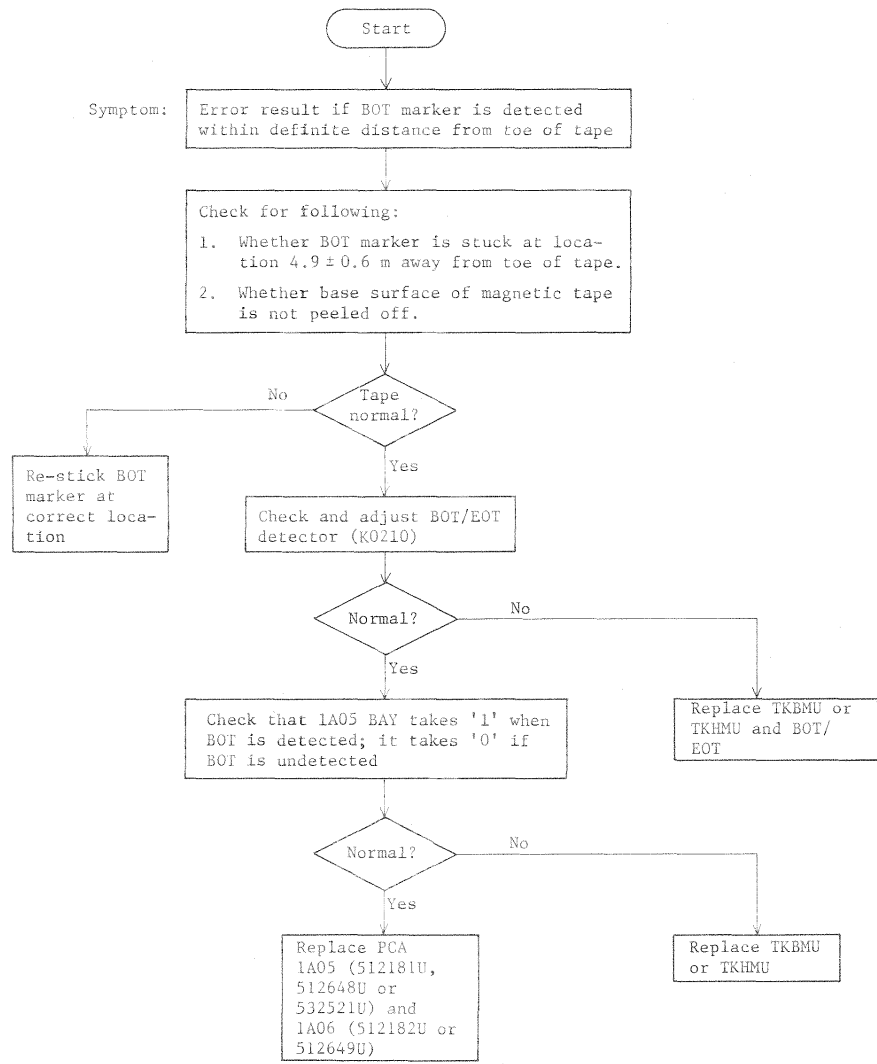 Start
Symptom:
Error result if BOT marker is detected
within definite distance from toe of tape
Check for following:
1. Whether BOT marker is stuck at loca-
tion 4.9 ± 0.6 m away from toe of tape.
2. Whether base surface of magnetic tape
is not peeled off.
Tape
normal?
No
Yes
Re-stick BOT
marker at
correct loca-
tion
Check and adjust BOT/EOT
detector (K0210)
Normal?
No
Yes
Replace TKBMU or
TKHMU and BOT/
EOT
Check that 1A05 BAY takes '1' when
BOT is detected; it takes '0' if
BOT is undetected
Normal?
No
Yes
Replace PCA
1A05 (512181U,
512648U or
532521U) and
1A06 (512182U or
512649U)
Replace TKBMU
or TKHMU